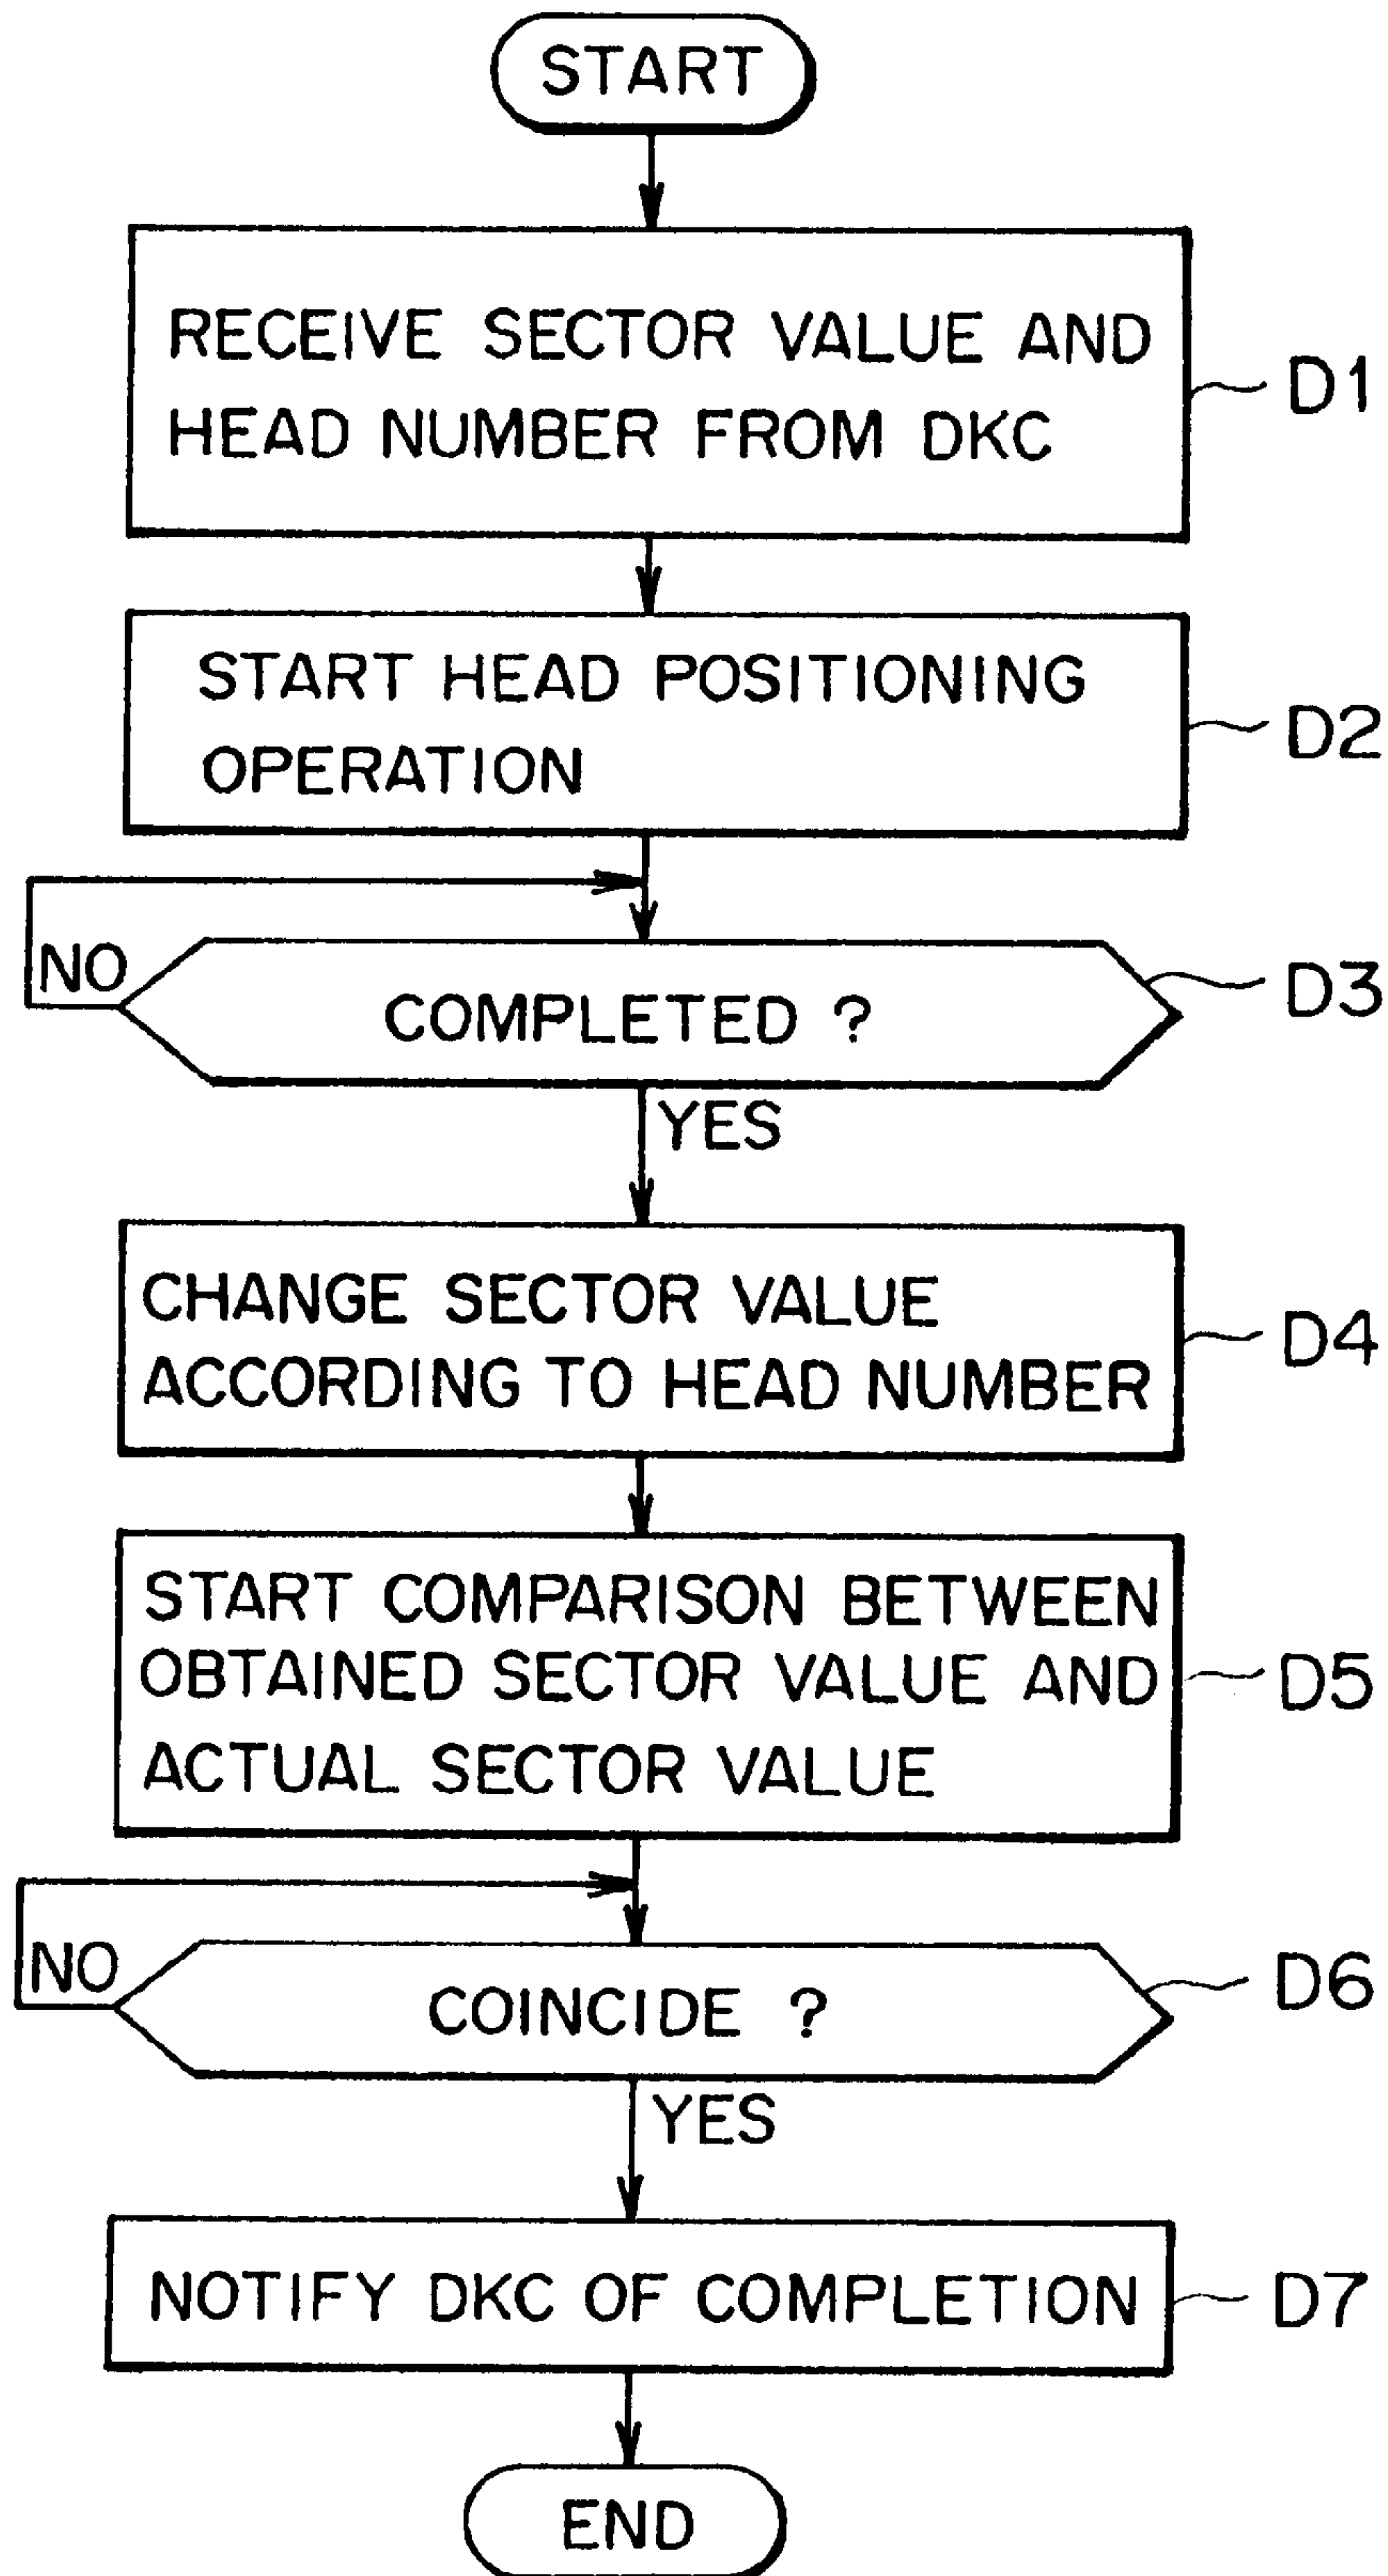 START
RECEIVE SECTOR VALUE AND
HEAD NUMBER FROM DKC
D1
START HEAD POSITIONING
OPERATION
D2
NO
COMPLETED ?
D3
YES
CHANGE SECTOR VALUE
ACCORDING TO HEAD NUMBER
D4
START COMPARISON BETWEEN
OBTAINED SECTOR VALUE AND
ACTUAL SECTOR VALUE
D5
NO
COINCIDE ?
D6
YES
NOTIFY DKC OF COMPLETION
D7
END